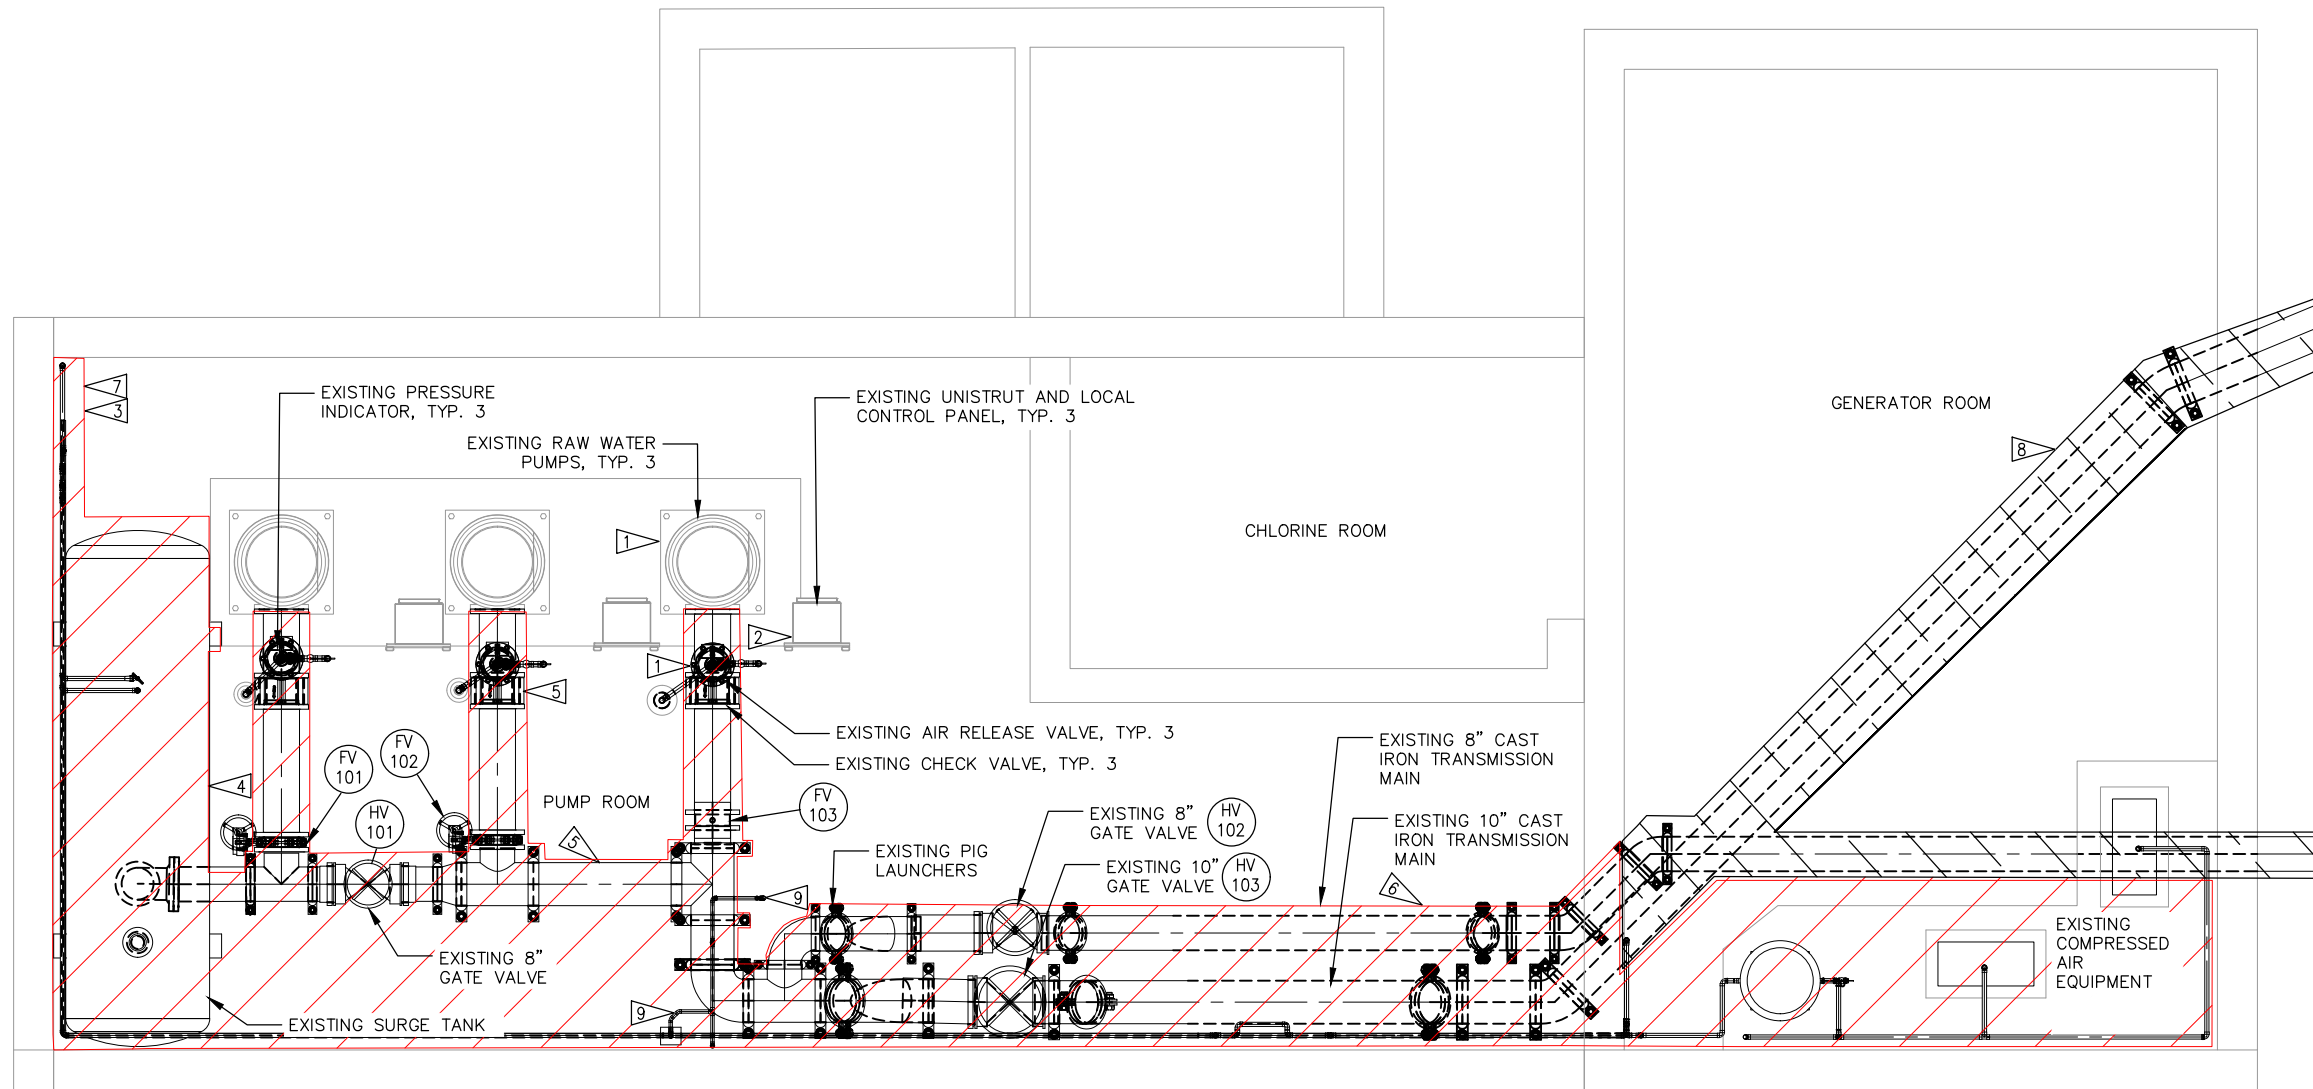 7
3
EXISTING PRESSURE
INDICATOR, TYP. 3
EXISTING RAW WATER
PUMPS, TYP. 3
EXISTING UNISTRUT AND LOCAL
CONTROL PANEL, TYP. 3
GENERATOR ROOM
8
1
CHLORINE ROOM
2
1
5
EXISTING AIR RELEASE VALVE, TYP. 3
EXISTING CHECK VALVE, TYP. 3
4
FV
101
FV
102
HV
101
PUMP ROOM
5
FV
103
EXISTING 8" CAST
IRON TRANSMISSION
MAIN
EXISTING 8"
GATE VALVE
HV
102
EXISTING 10" CAST
IRON TRANSMISSION
MAIN
EXISTING PIG
LAUNCHERS
EXISTING 10"
GATE VALVE
HV
103
6
9
EXISTING 8"
GATE VALVE
EXISTING
COMPRESSED
AIR
EQUIPMENT
9
EXISTING SURGE TANK